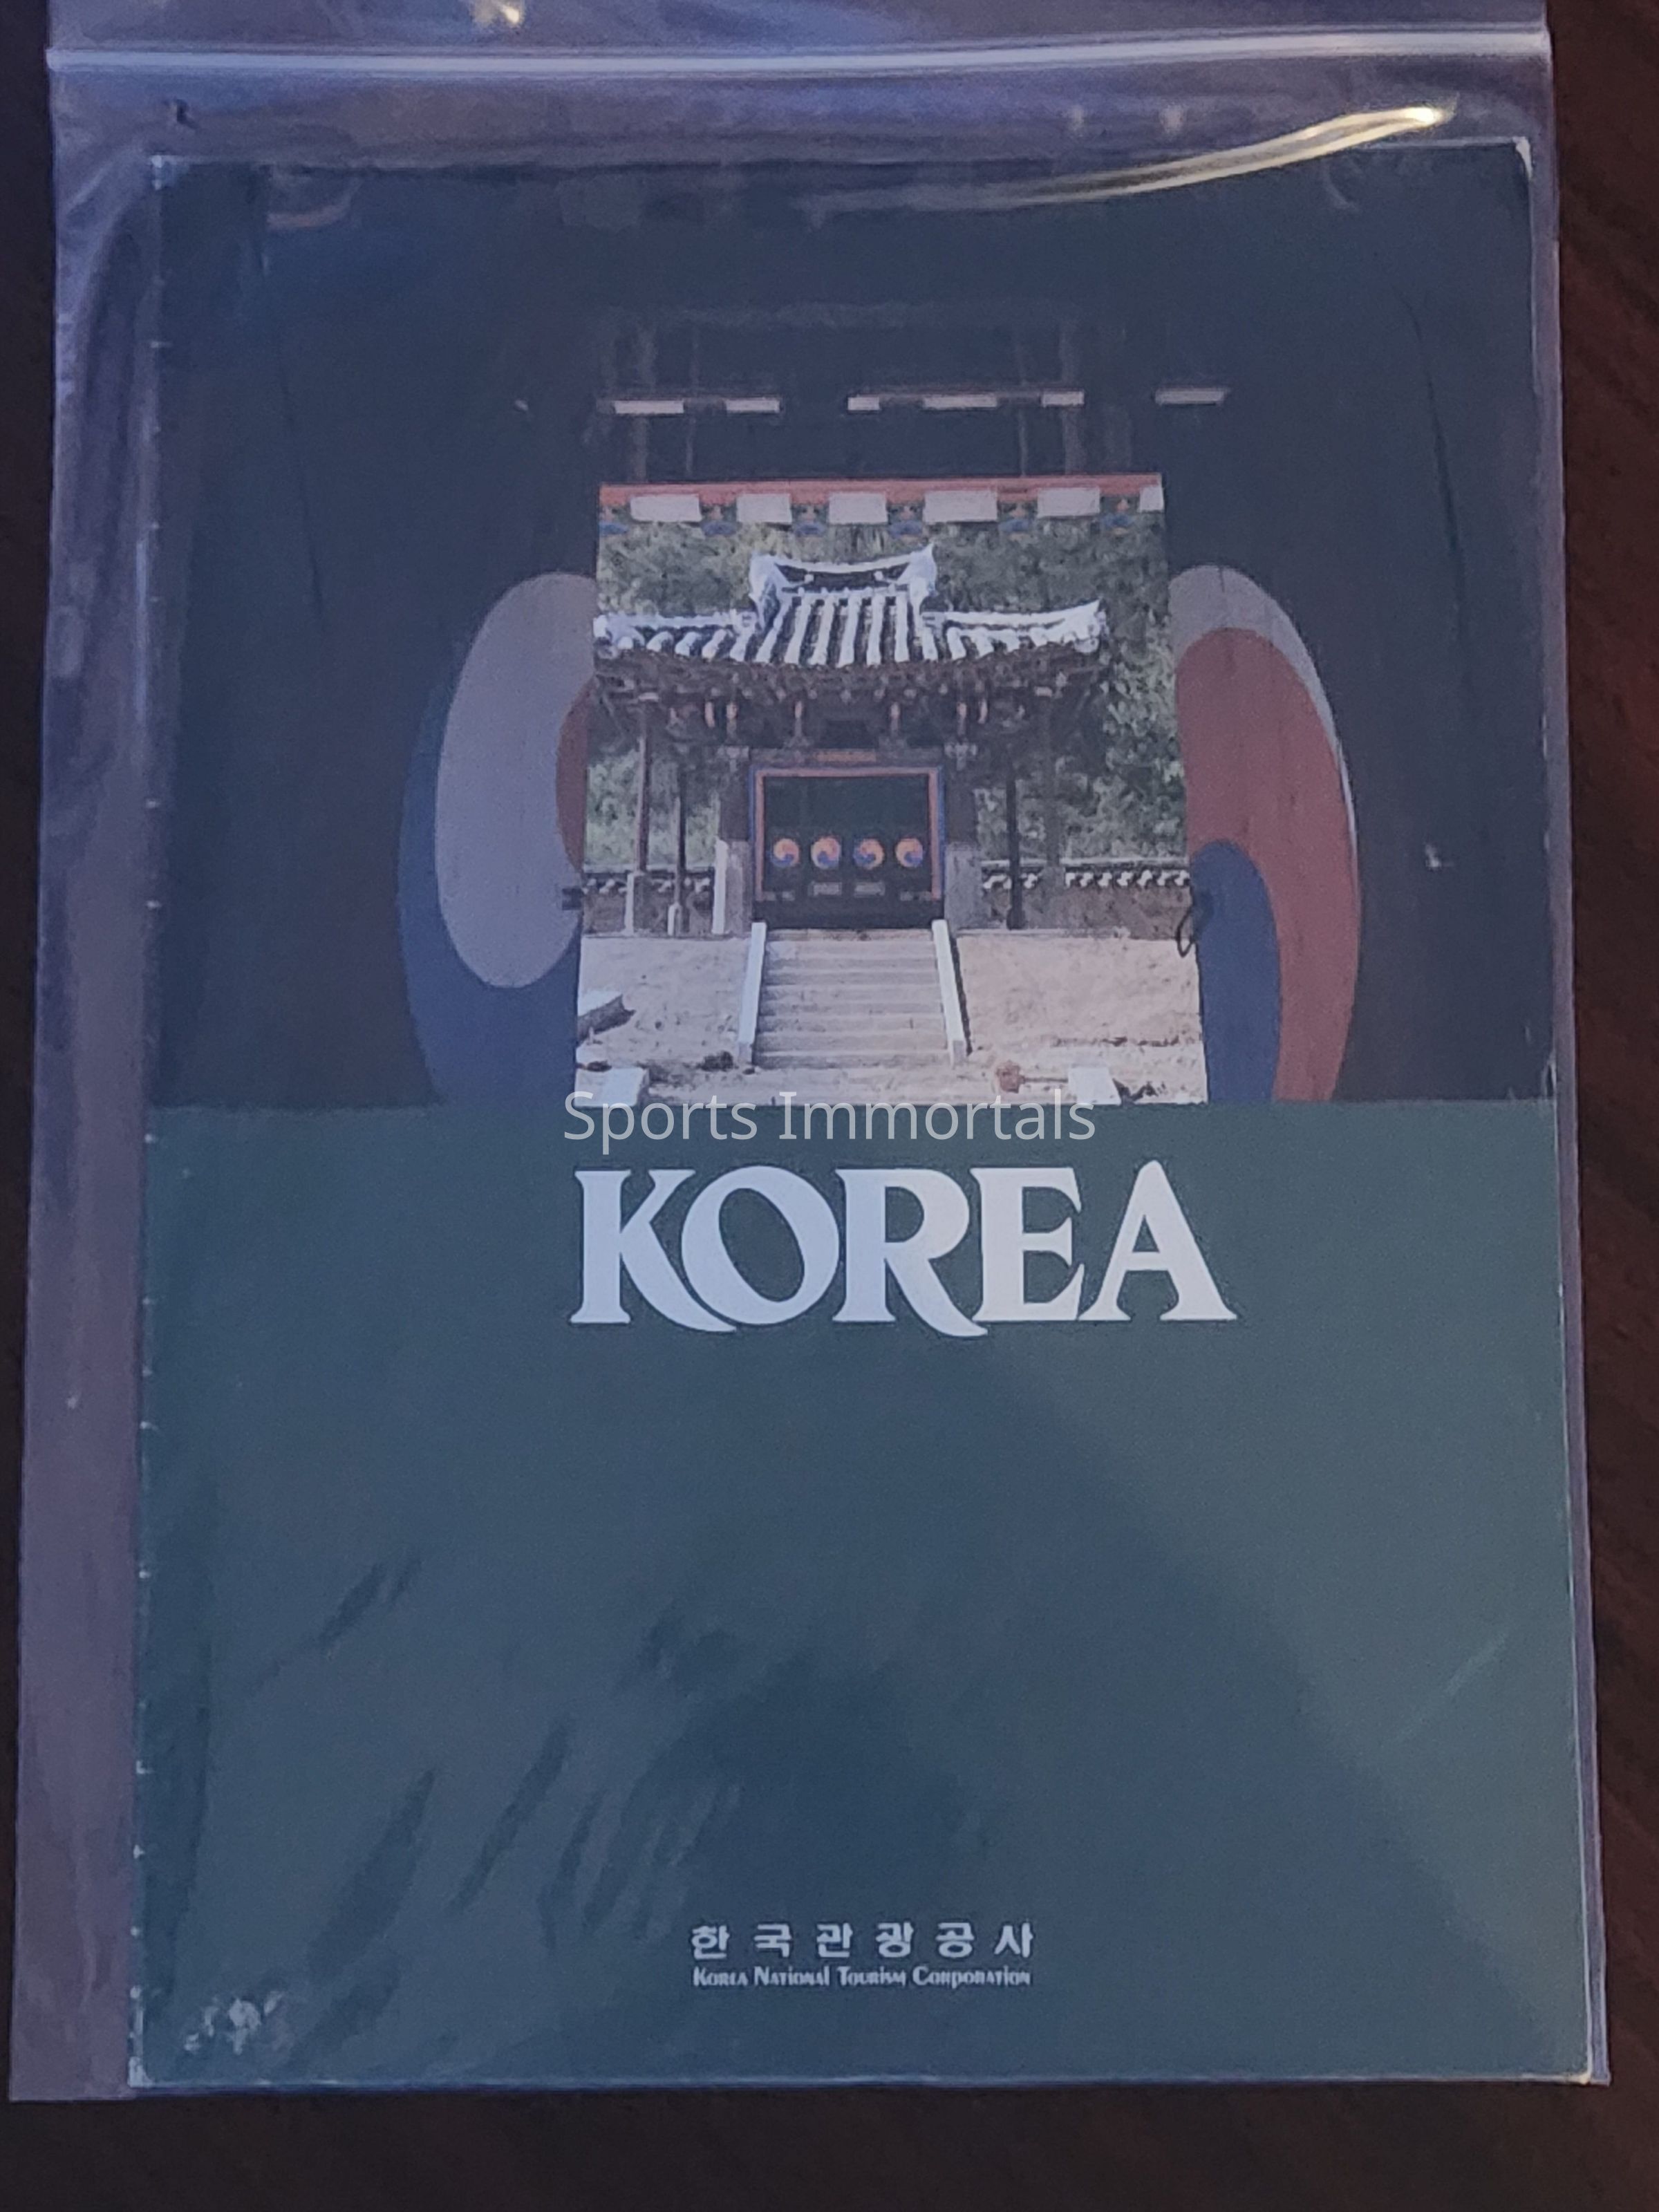 Sports Immortals
KOREA
한국관광공사
KOREA NATIONAL TOURISM CORPORATION